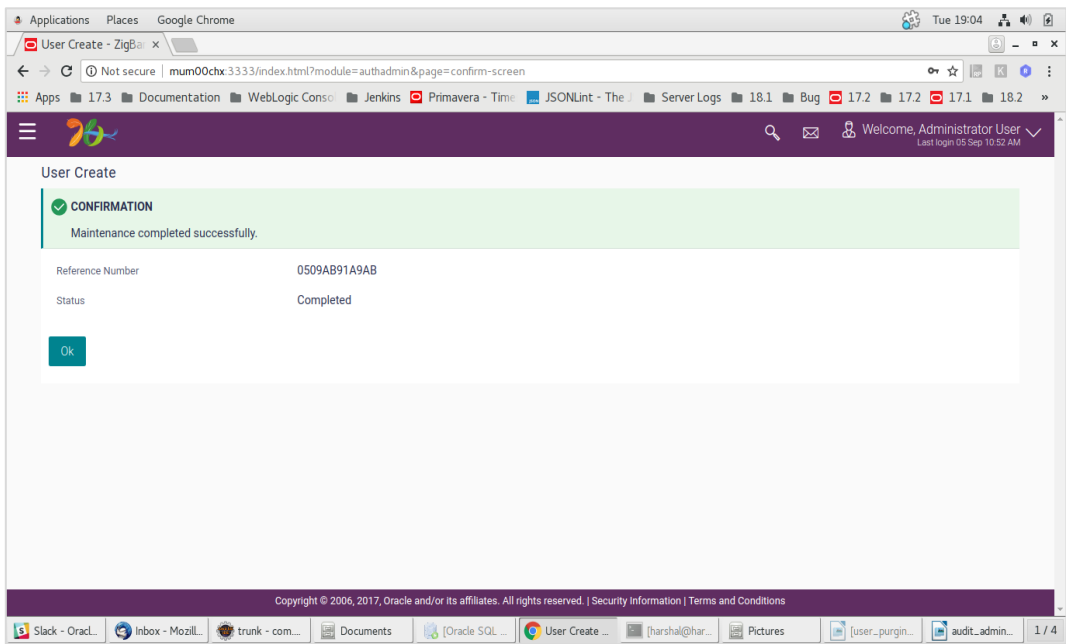 Applications Places Google Chrome Tue 19:04
User Create - ZigBar
Not secure mum00chx:3333/index.html?module=authadmin&page=confirm-screen
Apps 17.3 Documentation WebLogic Conso Jenkins Primavera - Time JSONLint - The J Server Logs 18.1 Bug 17.2 17.2 17.1 18.2 »
Welcome, Administrator User
Last login 05 Sep 10:52 AM
User Create
CONFIRMATION
Maintenance completed successfully.
Reference Number 0509AB91A9AB
Status Completed
Ok
Copyright © 2006, 2017, Oracle and/or its affiliates. All rights reserved. | Security Information | Terms and Conditions
Slack - Oracl... Inbox - Mozill... trunk - com.... Documents [Oracle SQL ... User Create ... [harshal@har... Pictures [user_purgin... audit_admin... 1 / 4